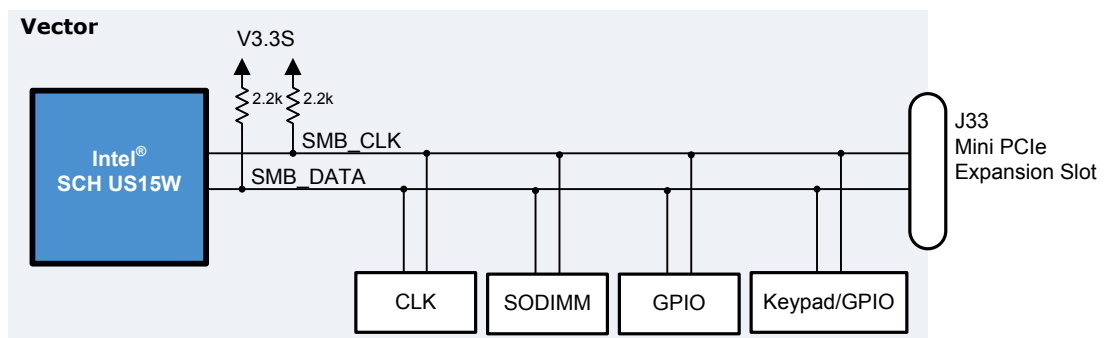 Vector
V3.3S
2.2k
2.2k
SMB_CLK
SMB_DATA
Intel®
SCH US15W
J33
Mini PCIe
Expansion Slot
CLK
SODIMM
GPIO
Keypad/GPIO